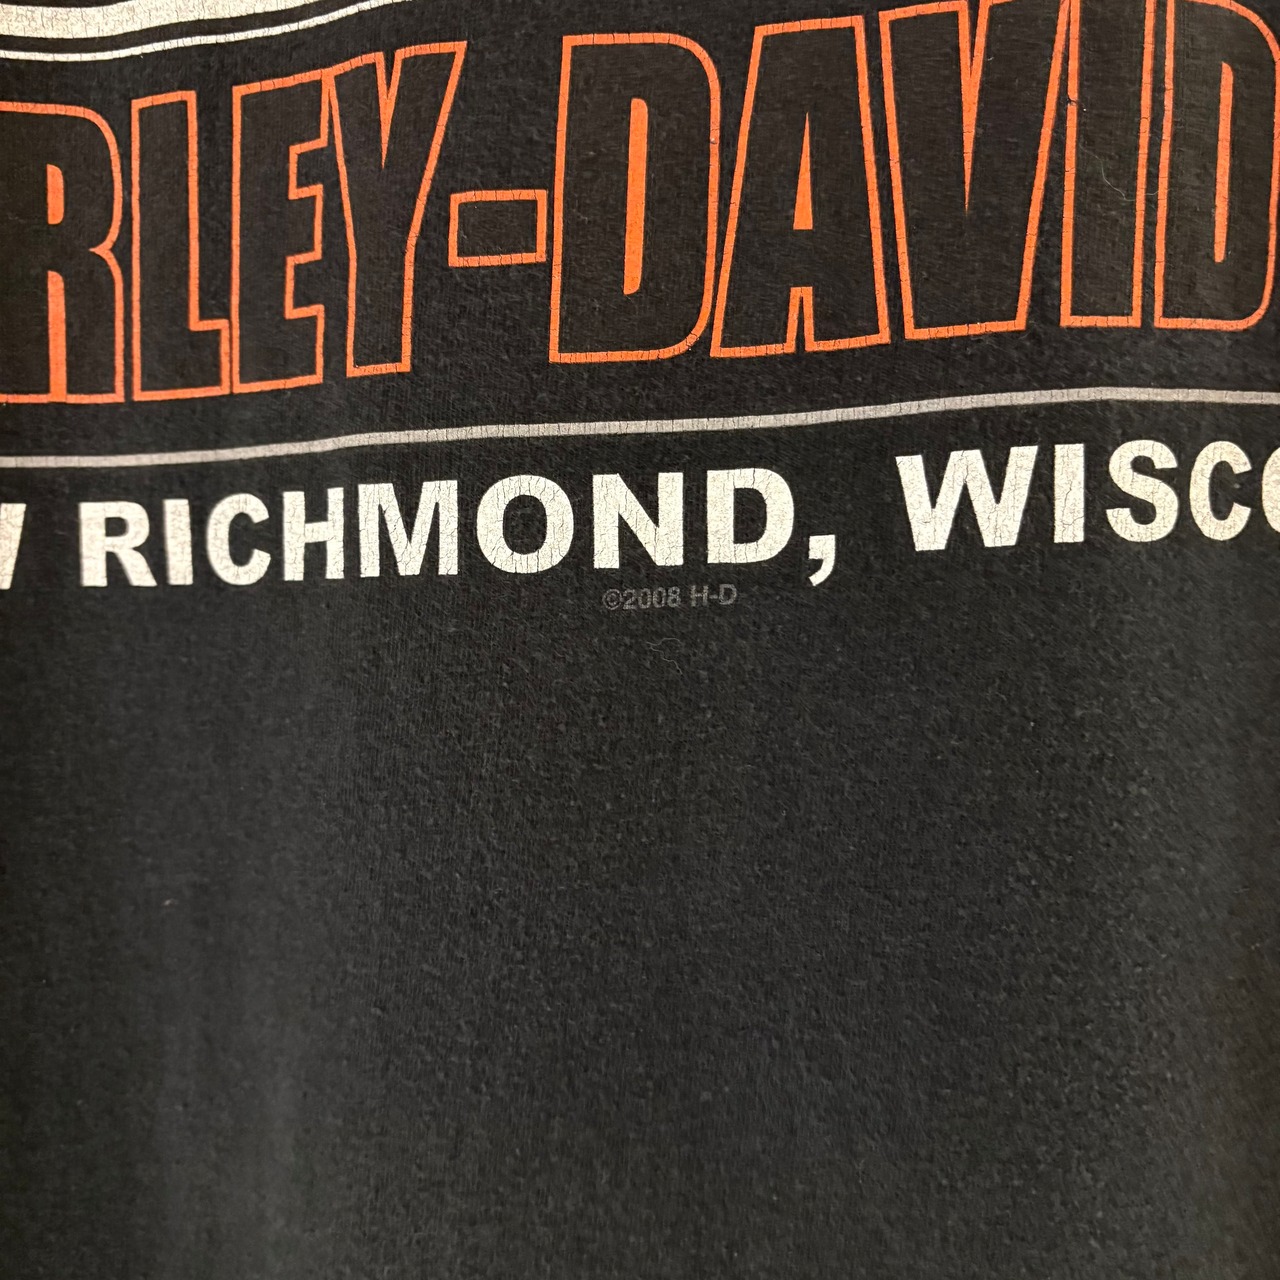 RLEY-DAVID
W RICHMOND, WISCO
©2008 H-D